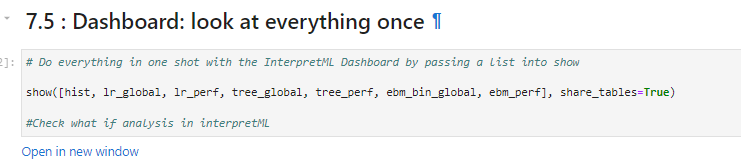 7.5 : Dashboard: look at everything once ¶
]: # Do everything in one shot with the InterpretML Dashboard by passing a list into show
show([hist, lr_global, lr_perf, tree_global, tree_perf, ebm_bin_global, ebm_perf], share_tables=True)
#Check what if analysis in interpretML
Open in new window